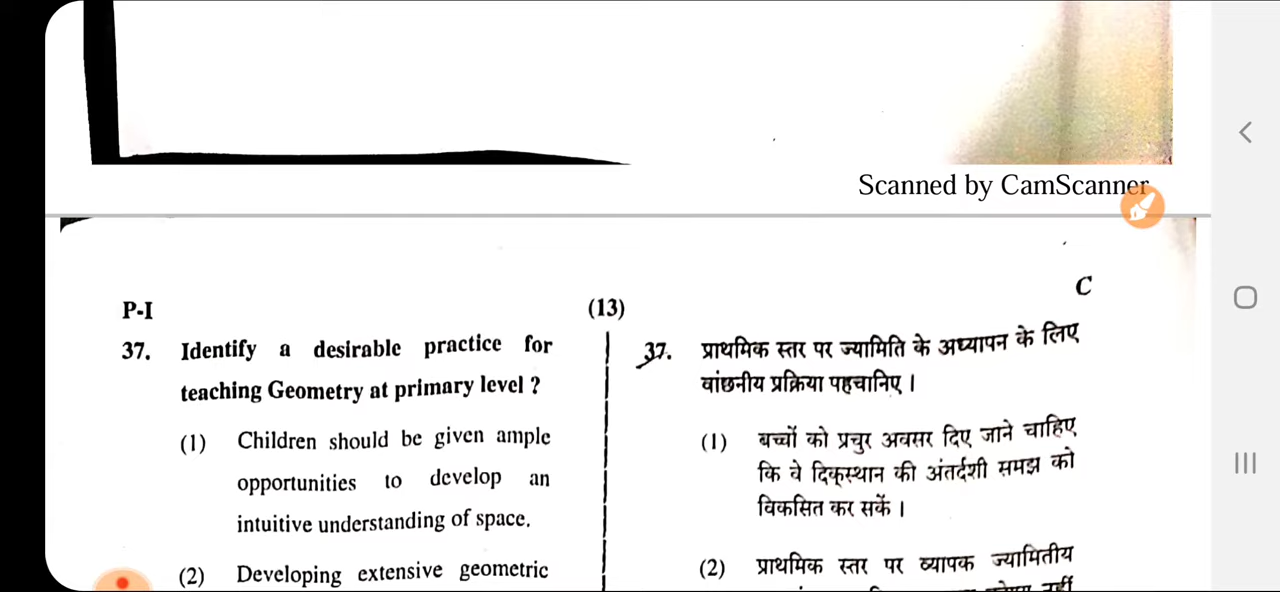 Scanned by CamScanner
C
P-I
(13)
37. Identify a desirable practice for
teaching Geometry at primary level ?
(1) Children should be given ample
opportunities to develop an
intuitive understanding of space.
(2) Developing extensive geometric
37. प्राथमिक स्तर पर ज्यामिति के अध्यापन के लिए
वांछनीय प्रक्रिया पहचानिए ।
(1) बच्चों को प्रचुर अवसर दिए जाने चाहिए
कि वे दिक्स्थान की अंतर्दशी समझ को
विकसित कर सकें ।
(2) प्राथमिक स्तर पर व्यापक ज्यामितीय
नहीं